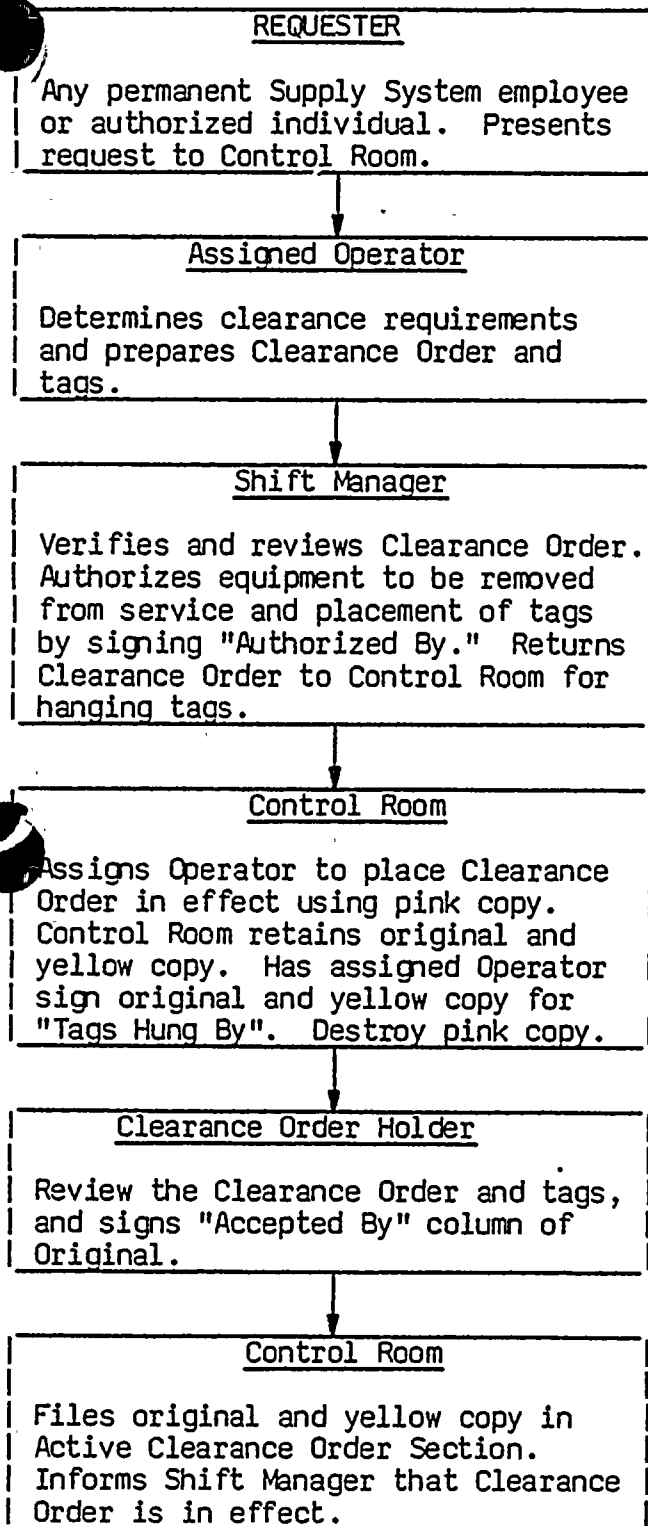 REQUESTER
Any permanent Supply System employee
or authorized individual. Presents
request to Control Room.
Assigned Operator
Determines clearance requirements
and prepares Clearance Order and
tags.
Shift Manager
Verifies and reviews Clearance Order.
Authorizes equipment to be removed
from service and placement of tags
by signing "Authorized By." Returns
Clearance Order to Control Room for
hanging tags.
Control Room
Assigns Operator to place Clearance
Order in effect using pink copy.
Control Room retains original and
yellow copy. Has assigned Operator
sign original and yellow copy for
"Tags Hung By". Destroy pink copy.
Clearance Order Holder
Review the Clearance Order and tags,
and signs "Accepted By" column of
Original.
Control Room
Files original and yellow copy in
Active Clearance Order Section.
Informs Shift Manager that Clearance
Order is in effect.